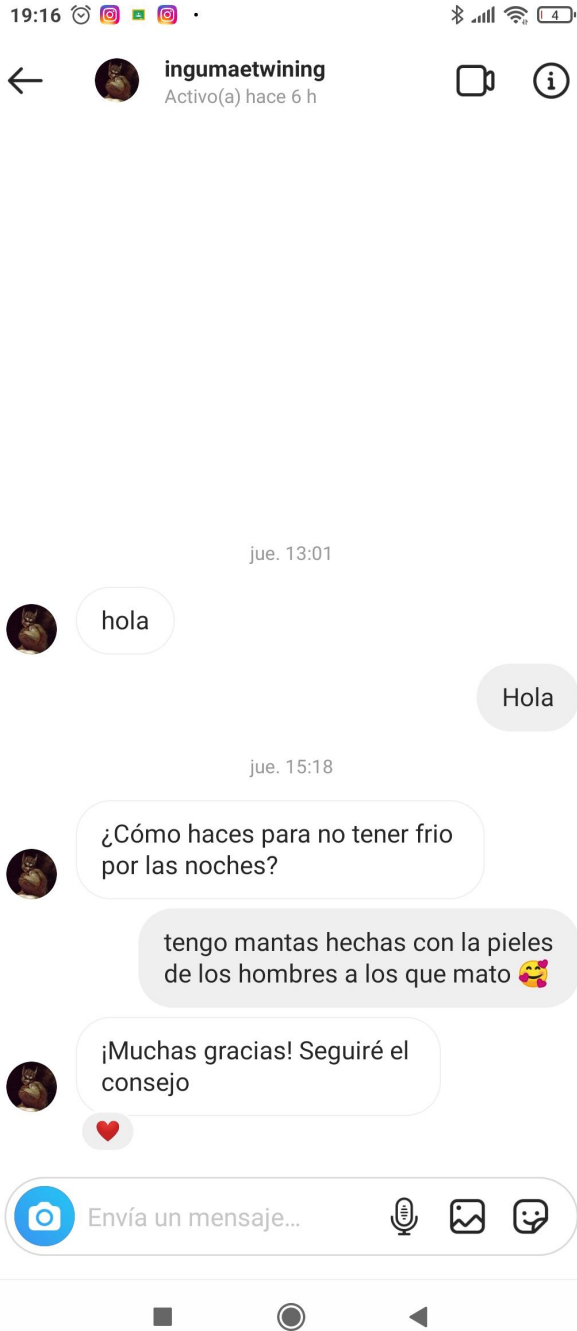 19:16
4
ingumaetwining
Activo(a) hace 6 h
jue. 13:01
hola
Hola
jue. 15:18
¿Cómo haces para no tener frio
por las noches?
tengo mantas hechas con la pieles
de los hombres a los que mato 🥰
¡Muchas gracias! Seguiré el
consejo
❤️
Envía un mensaje...